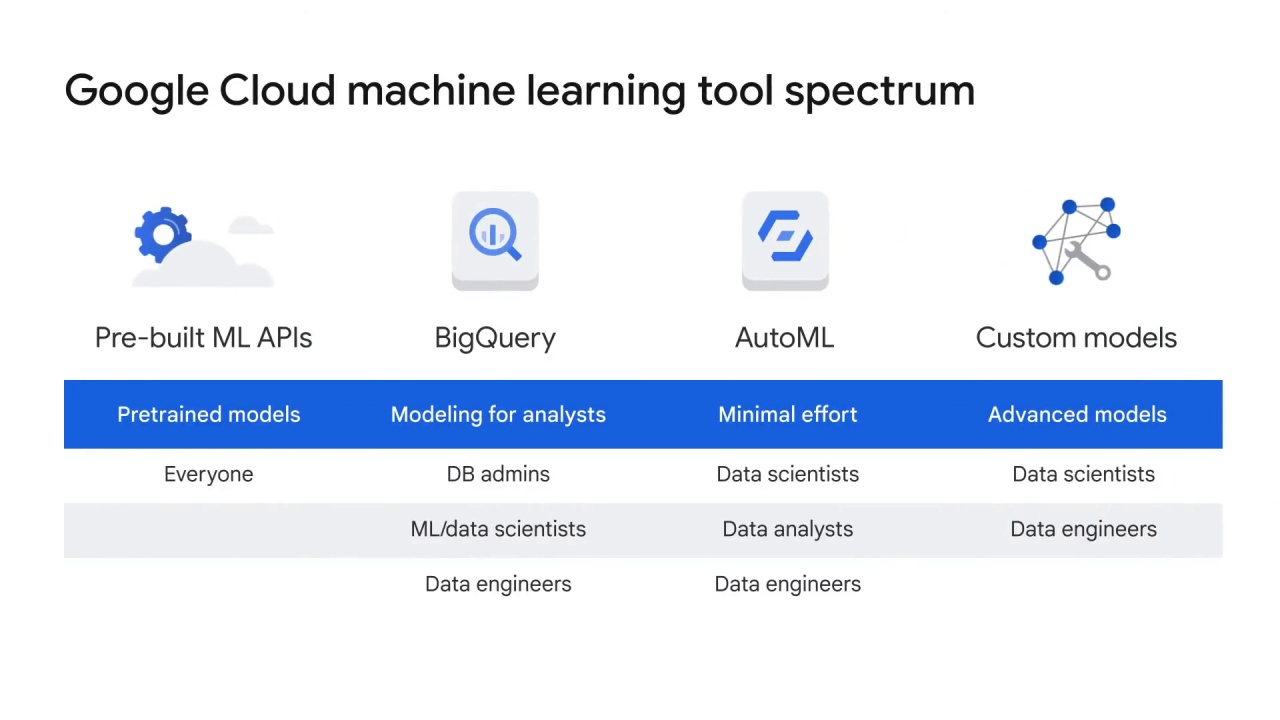 Google Cloud machine learning tool spectrum
Pre-built ML APIs
BigQuery
AutoML
Custom models
Pretrained models
Modeling for analysts
Minimal effort
Advanced models
Everyone
DB admins
Data scientists
Data scientists
ML/data scientists
Data analysts
Data engineers
Data engineers
Data engineers